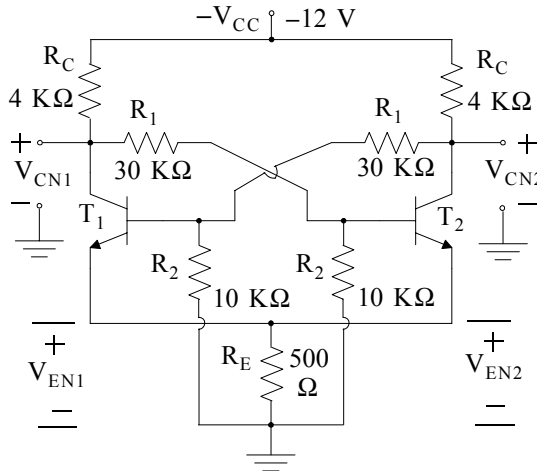 −V_CC −12 V
R_C
4 KΩ
R_C
4 KΩ
R_1
30 KΩ
R_1
30 KΩ
+
V_CN1
−
+
V_CN2
−
T_1
T_2
R_2
10 KΩ
R_2
10 KΩ
+
V_EN1
−
R_E
500
Ω
+
V_EN2
−